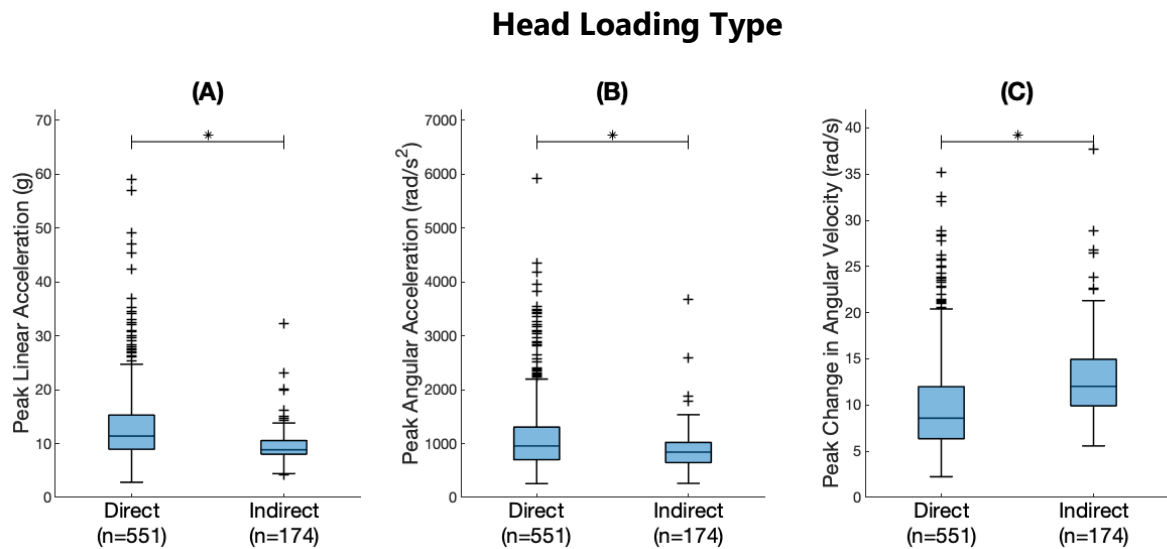 Head Loading Type
(A)
Peak Linear Acceleration (g)
70
60
50
40
30
20
10
0
*
Direct
(n=551)
Indirect
(n=174)
(B)
Peak Angular Acceleration (rad/s²)
7000
6000
5000
4000
3000
2000
1000
0
*
Direct
(n=551)
Indirect
(n=174)
(C)
Peak Change in Angular Velocity (rad/s)
40
35
30
25
20
15
10
5
0
*
Direct
(n=551)
Indirect
(n=174)